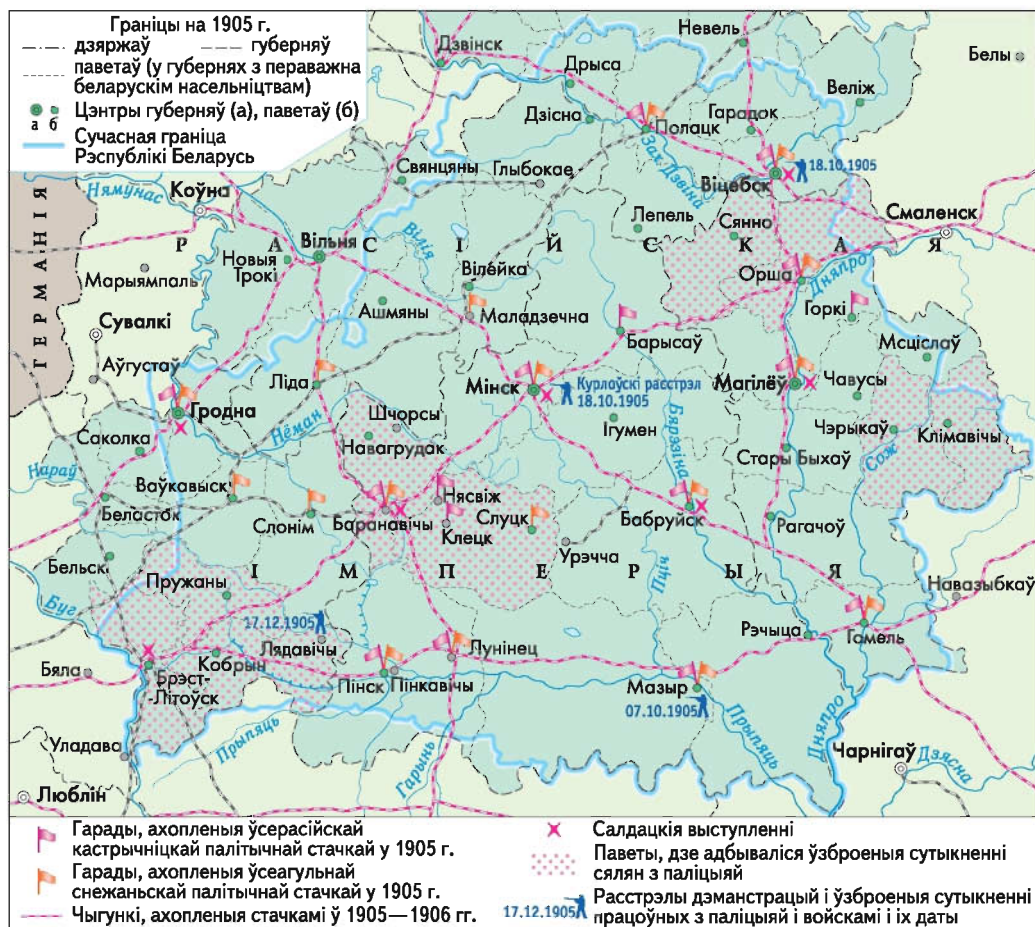 Граніцы на 1905 г.
дзяржаў губерняў
паветаў (у губернях з пераважна
беларускім насельніцтвам)
Цэнтры губерняў (а), паветаў (б)
а б
Сучасная граніца
Рэспублікі Беларусь
Невель
Белы
Дзвінск
Дрыса
Веліж
Дзісна
Полацк
Гарадок
Зах. Дзвіна
18.10.1905
Віцебск
Свянцяны
Глыбокае
Нямунас
Коўна
Лепель
Сянно
Смаленск
ГЕРМАНІЯ
РАСІЙСКАЯ
Вільня
Новыя
Трокі
Вілія
Вілейка
Орша
Дняпро
Марыямпаль
Сувалкі
Ашмяны
Маладзечна
Барысаў
Горкі
Мсціслаў
Аўгустаў
Ліда
Мінск
Курлоўскі расстрэл
18.10.1905
Магілёў
Чавусы
Гродна
Нёман
Шчорсы
Навагрудак
Бярэзіна
Ігумен
Чэрыкаў
Клімавічы
Саколка
Стары Быхаў
Сож
Нараў
Ваўкавыск
Нясвіж
Беласток
Слонім
Баранавічы
Клецк
Слуцк
Бабруйск
Рагачоў
Урэчча
Бельск
Пружаны
ІМПЕРЫЯ
Пціч
Навазыбкаў
Буг
17.12.1905
Лядавічы
Лунінец
Рэчыца
Гомель
Бяла
Кобрын
Брэст-
-Літоўск
Пінск
Пінкавічы
Мазыр
07.10.1905
Уладава
Прыпяць
Гарынь
Прыпяць
Дняпро
Чарнігаў
Дзясна
Люблін
Гарады, ахопленыя ўсерасійскай
кастрычніцкай палітычнай стачкай у 1905 г.
Гарады, ахопленыя ўсеагульнай
снежаньскай палітычнай стачкай у 1905 г.
Чыгункі, ахопленыя стачкамі ў 1905—1906 гг.
Салдацкія выступленні
Паветы, дзе адбываліся ўзброеныя сутыкненні
сялян з паліцыяй
17.12.1905 Расстрэлы дэманстрацый і ўзброеныя сутыкненні
працоўных з паліцыяй і войскамі і іх даты